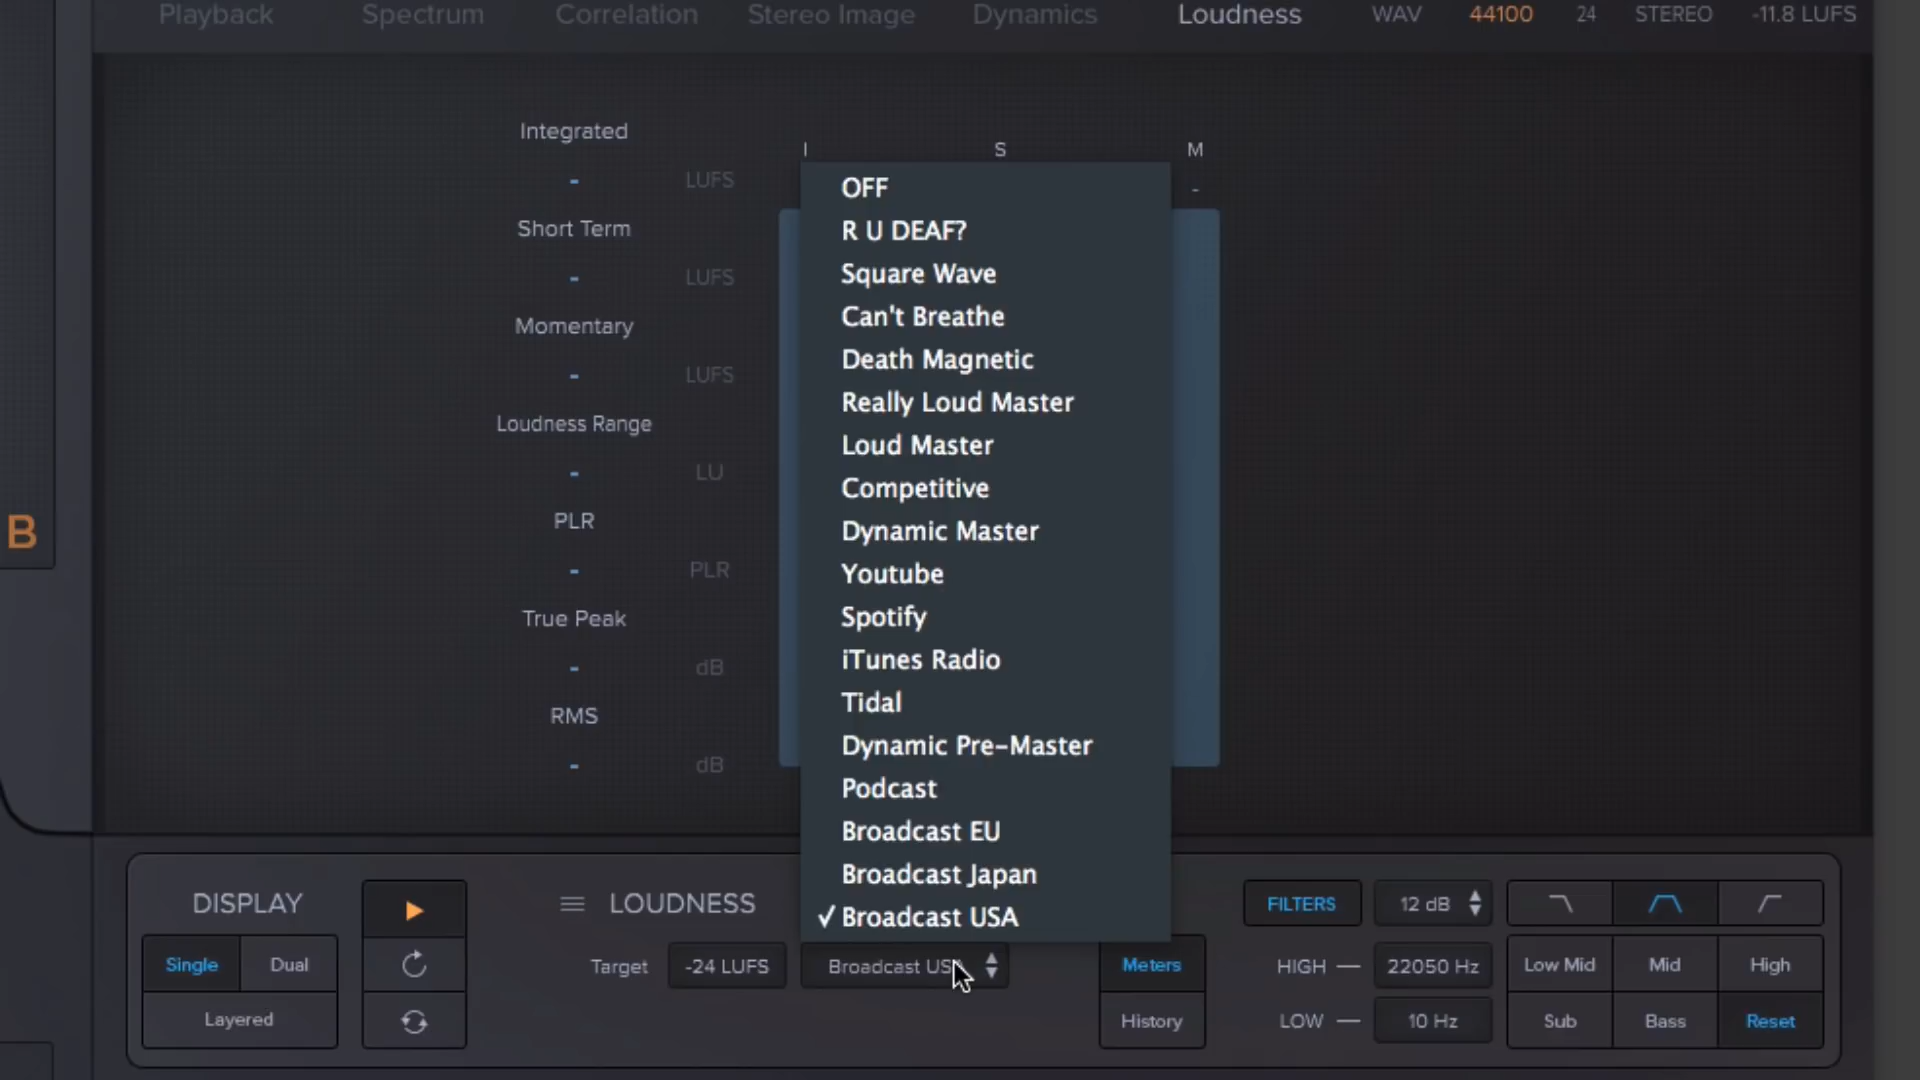 Playback Spectrum Correlation Stereo Image Dynamics Loudness WAV 44100 24 STEREO -11.8 LUFS
Integrated
- LUFS
Short Term
- LUFS
Momentary
- LUFS
Loudness Range
- LU
PLR
- PLR
True Peak
- dB
RMS
- dB
I S M
-
OFF
R U DEAF?
Square Wave
Can't Breathe
Death Magnetic
Really Loud Master
Loud Master
Competitive
Dynamic Master
Youtube
Spotify
iTunes Radio
Tidal
Dynamic Pre-Master
Podcast
Broadcast EU
Broadcast Japan
✓ Broadcast USA
B
DISPLAY
Single Dual
Layered
LOUDNESS
Target -24 LUFS Broadcast USA
Meters
History
FILTERS 12 dB
HIGH 22050 Hz
LOW 10 Hz
Low Mid Mid High
Sub Bass Reset